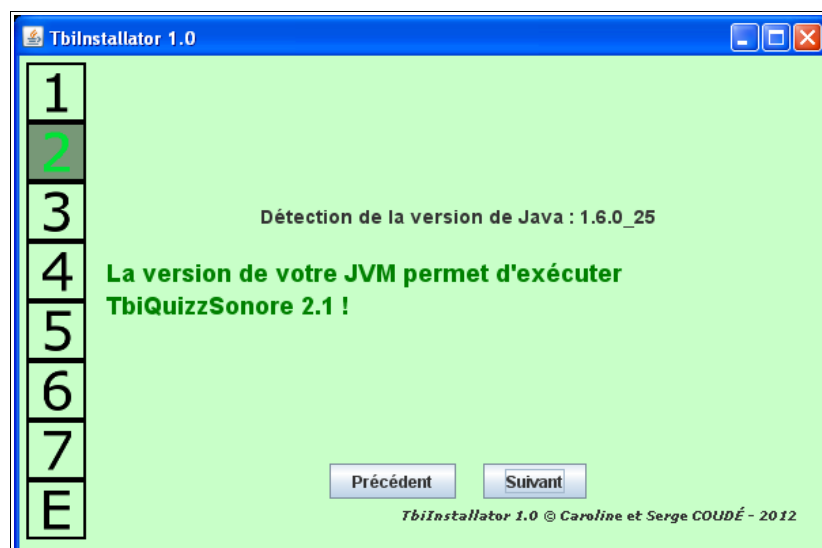 TbiInstallator 1.0
1
2
3
4
5
6
7
E
Détection de la version de Java : 1.6.0_25
La version de votre JVM permet d'exécuter
TbiQuizzSonore 2.1 !
Précédent
Suivant
TbiInstallator 1.0 © Caroline et Serge COUDÉ - 2012